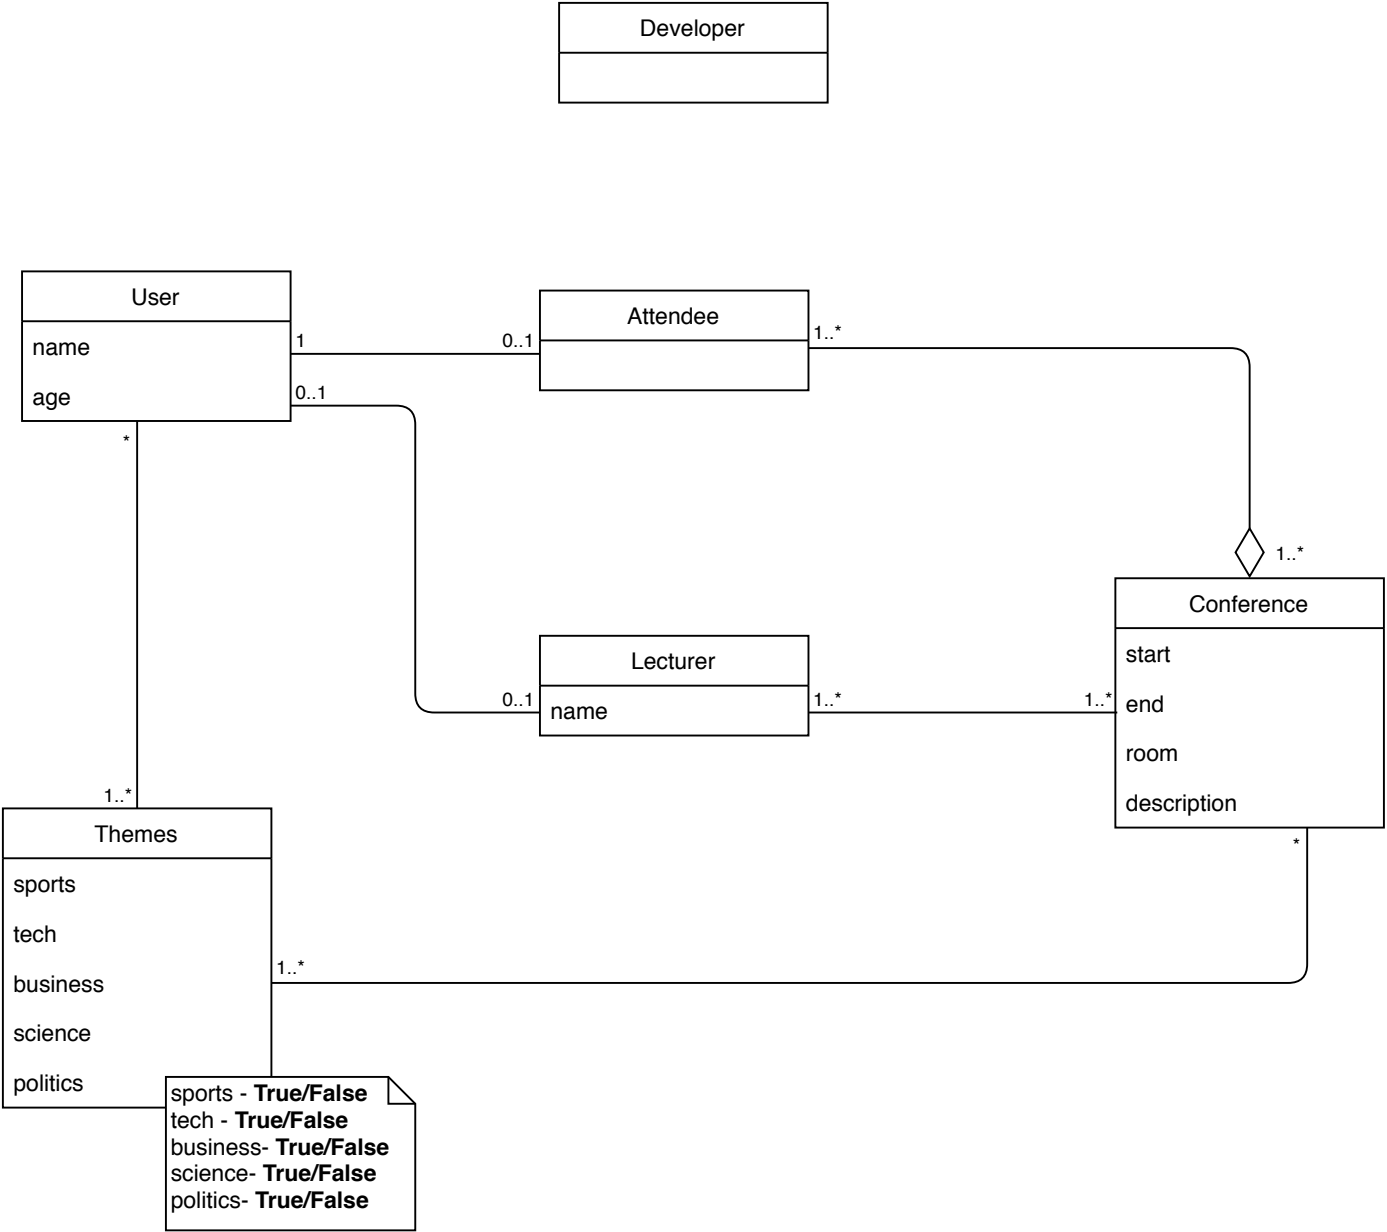 Developer
User
name
age
1
0..1
0..1
*
Attendee
1..*
1..*
Lecturer
name
0..1
1..*
1..*
Conference
start
end
room
description
*
1..*
Themes
sports
tech
business
science
politics
1..*
sports - True/False
tech - True/False
business- True/False
science- True/False
politics- True/False